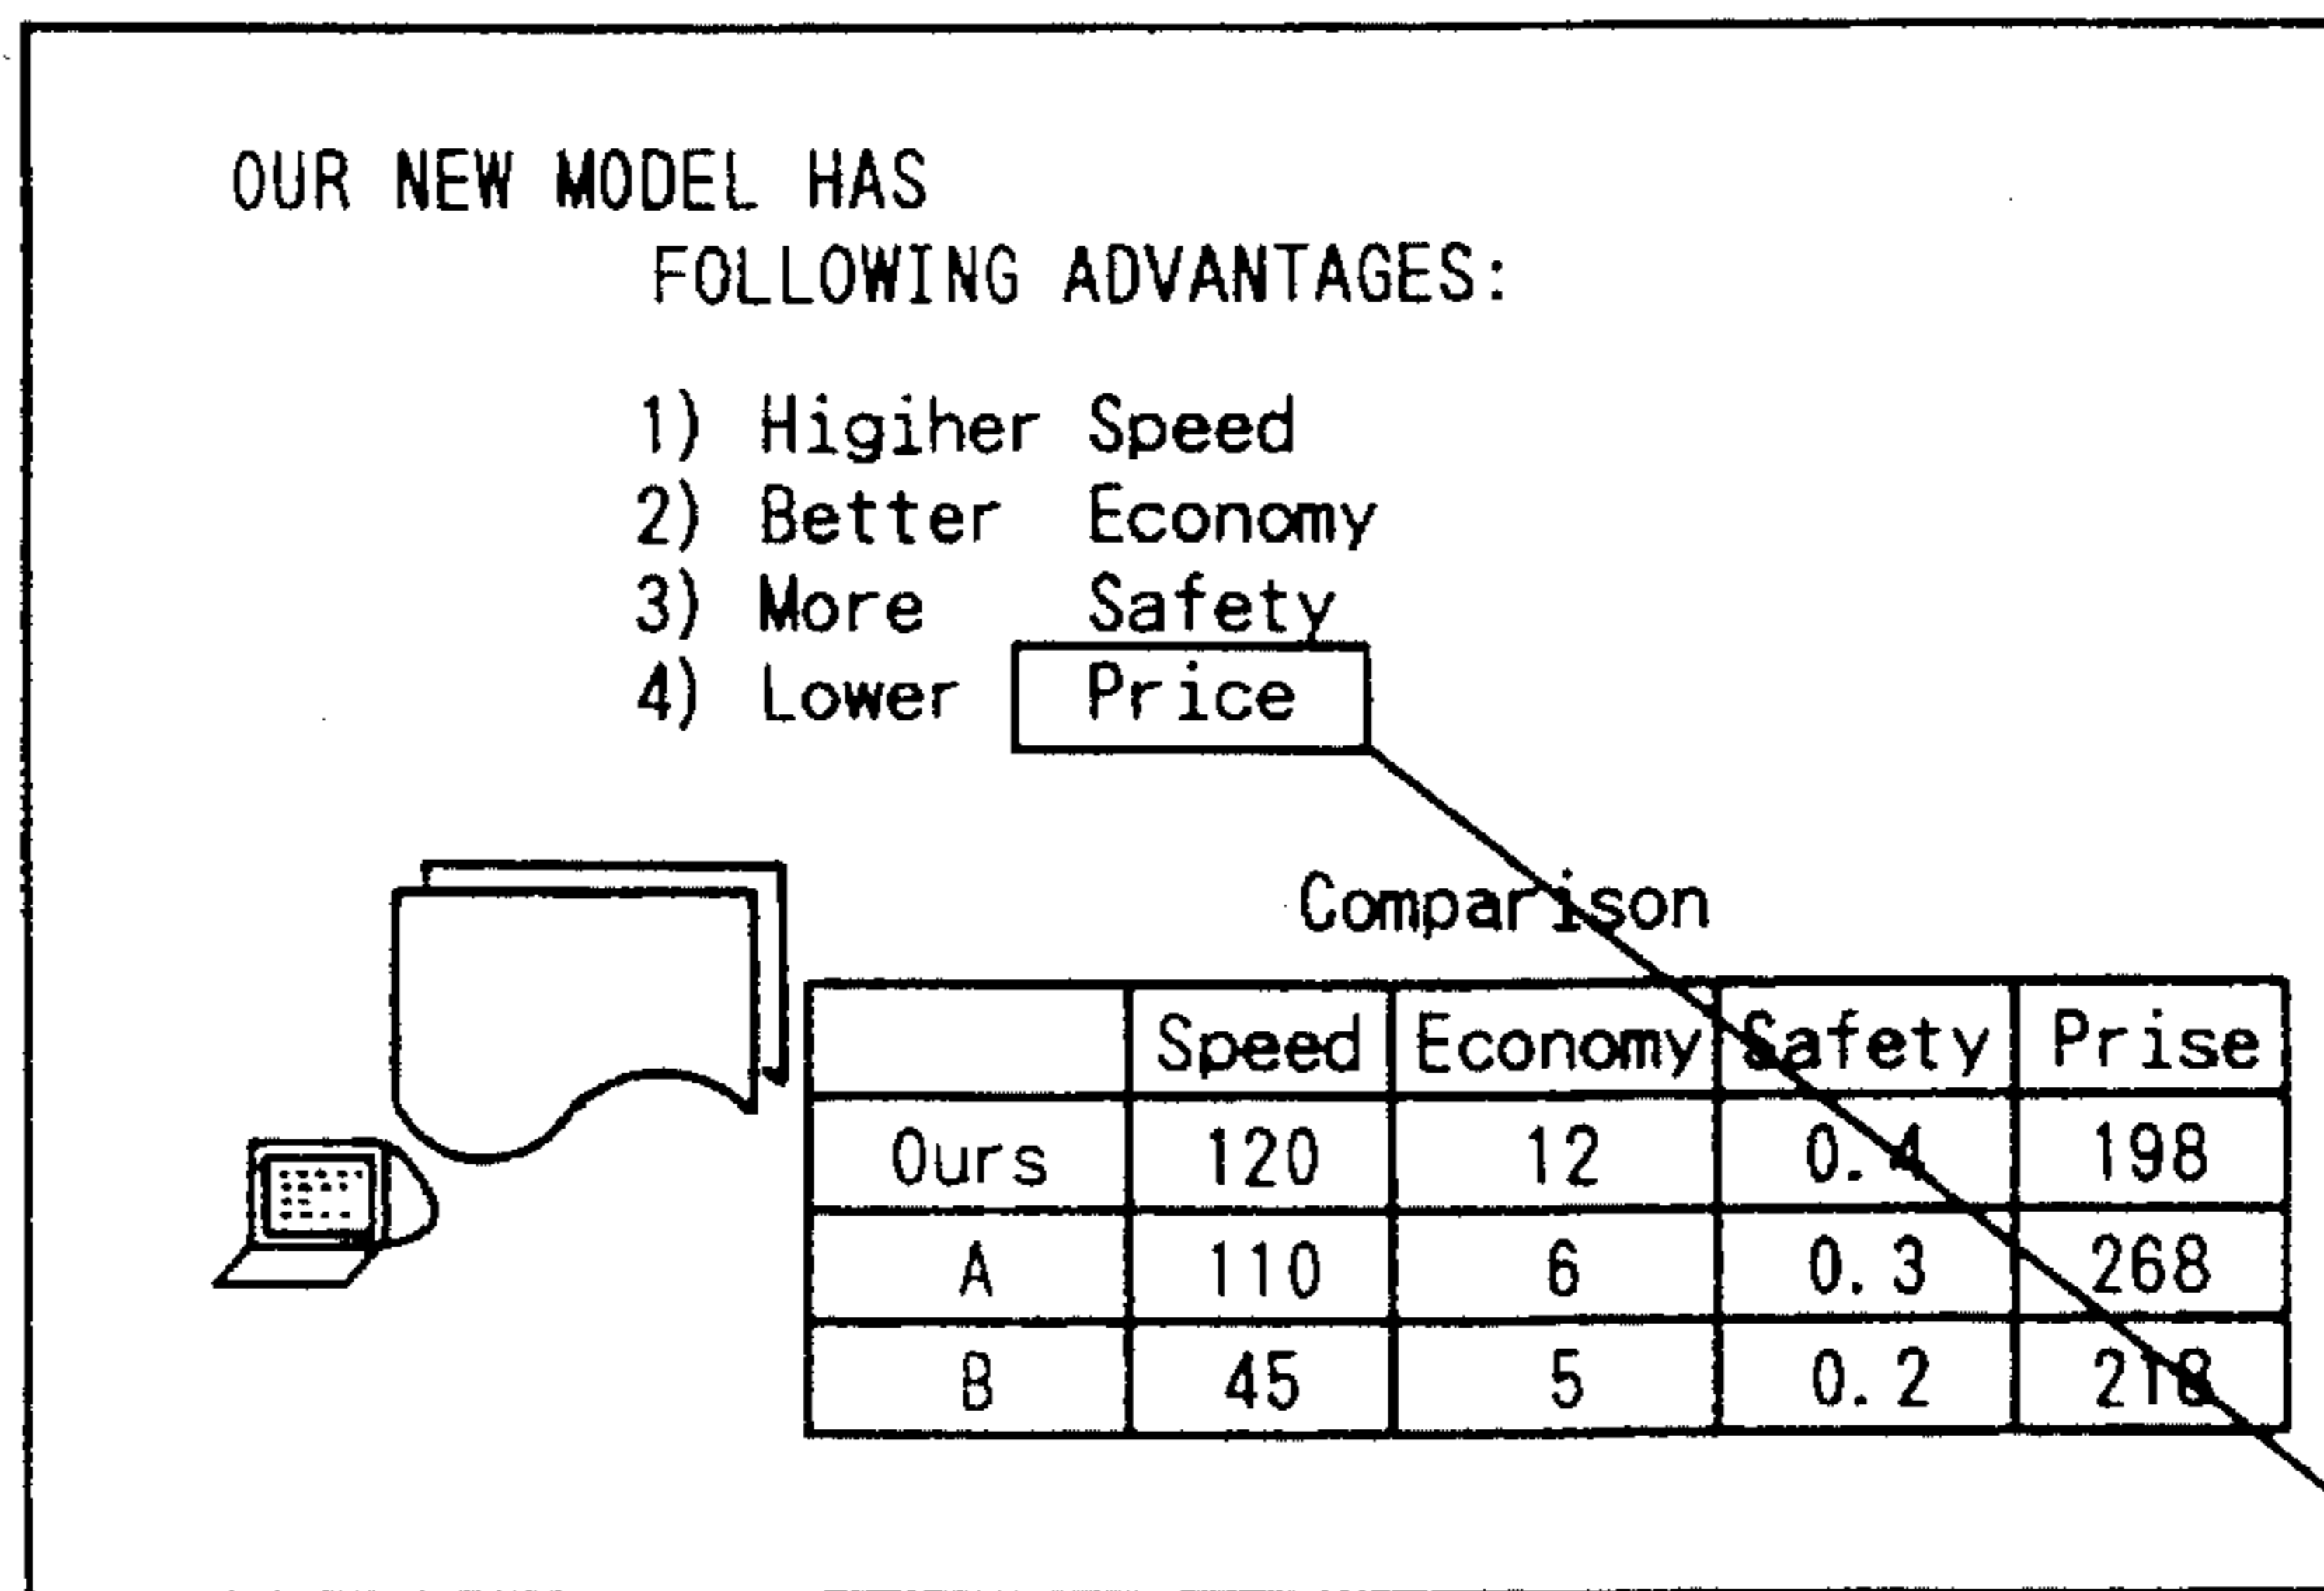 OUR NEW MODEL HAS
FOLLOWING ADVANTAGES:
1) Higiher Speed
2) Better Economy
3) More Safety
4) Lower Price
Comparison
Speed Economy Safety Prise
Ours 120 12 0.4 198
A 110 6 0.3 268
B 45 5 0.2 218